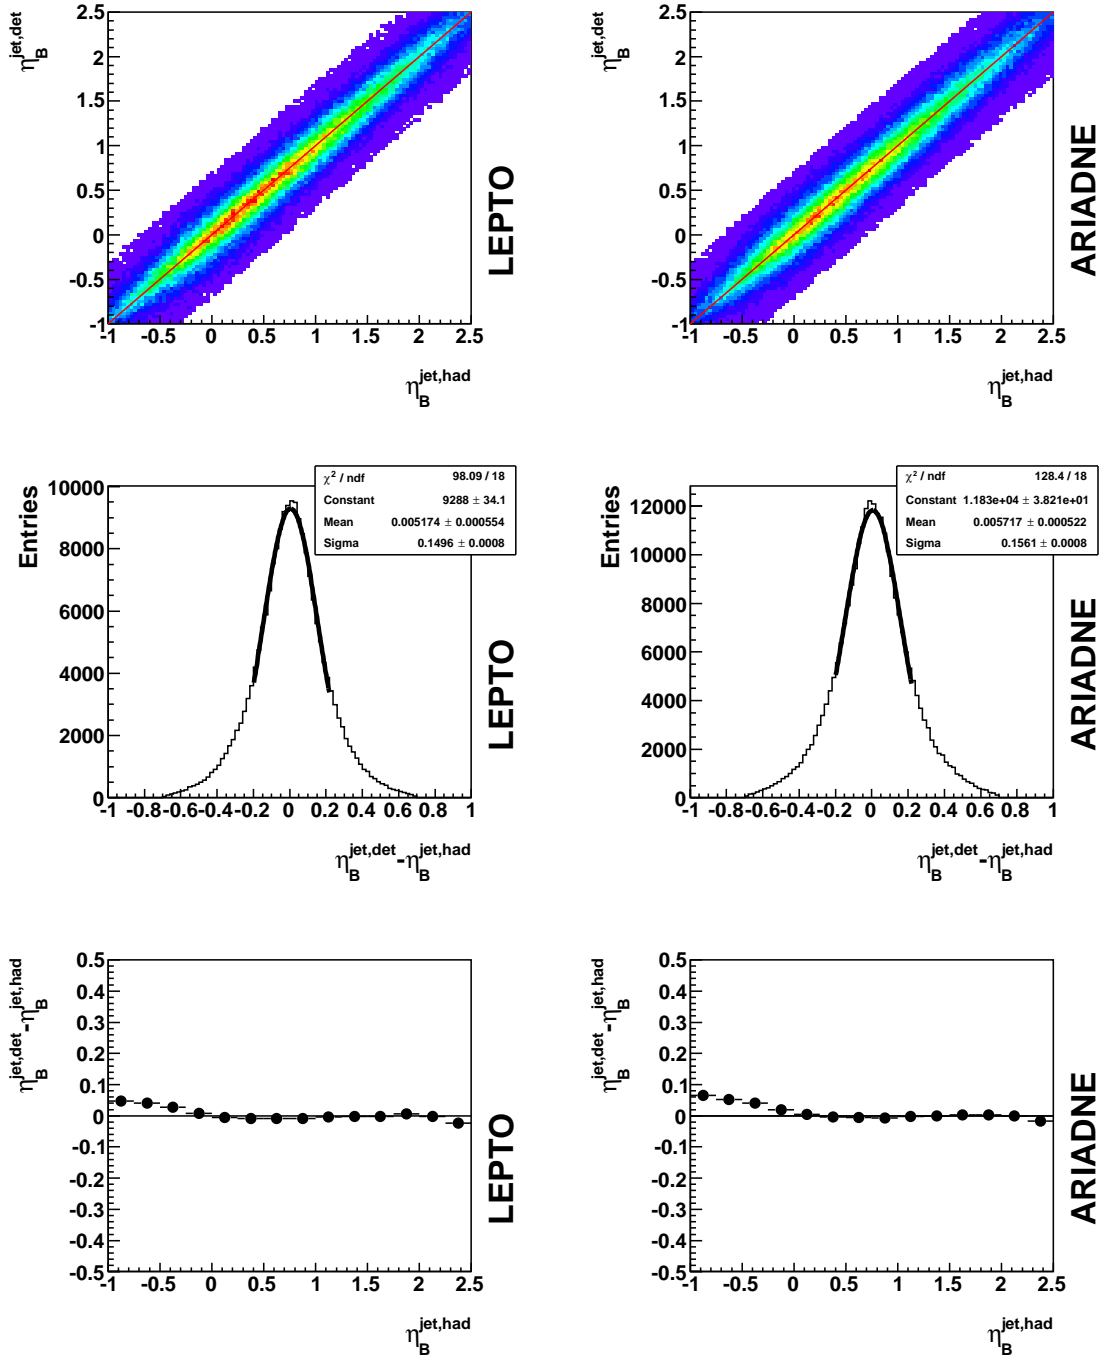 η_B^jet,det
2.5
2
1.5
1
0.5
0
-0.5
-1
-1 -0.5 0 0.5 1 1.5 2 2.5
η_B^jet,had
LEPTO
η_B^jet,det
2.5
2
1.5
1
0.5
0
-0.5
-1
-1 -0.5 0 0.5 1 1.5 2 2.5
η_B^jet,had
ARIADNE
Entries
10000
8000
6000
4000
2000
0
-1 -0.8 -0.6 -0.4 -0.2 0 0.2 0.4 0.6 0.8 1
η_B^jet,det - η_B^jet,had
χ² / ndf 98.09 / 18
Constant 9288 ± 34.1
Mean 0.005174 ± 0.000554
Sigma 0.1496 ± 0.0008
LEPTO
Entries
12000
10000
8000
6000
4000
2000
0
-1 -0.8 -0.6 -0.4 -0.2 0 0.2 0.4 0.6 0.8 1
η_B^jet,det - η_B^jet,had
χ² / ndf 128.4 / 18
Constant 1.183e+04 ± 3.821e+01
Mean 0.005717 ± 0.000522
Sigma 0.1561 ± 0.0008
ARIADNE
η_B^jet,det - η_B^jet,had
0.5
0.4
0.3
0.2
0.1
0
-0.1
-0.2
-0.3
-0.4
-0.5
-1 -0.5 0 0.5 1 1.5 2 2.5
η_B^jet,had
LEPTO
η_B^jet,det - η_B^jet,had
0.5
0.4
0.3
0.2
0.1
0
-0.1
-0.2
-0.3
-0.4
-0.5
-1 -0.5 0 0.5 1 1.5 2 2.5
η_B^jet,had
ARIADNE